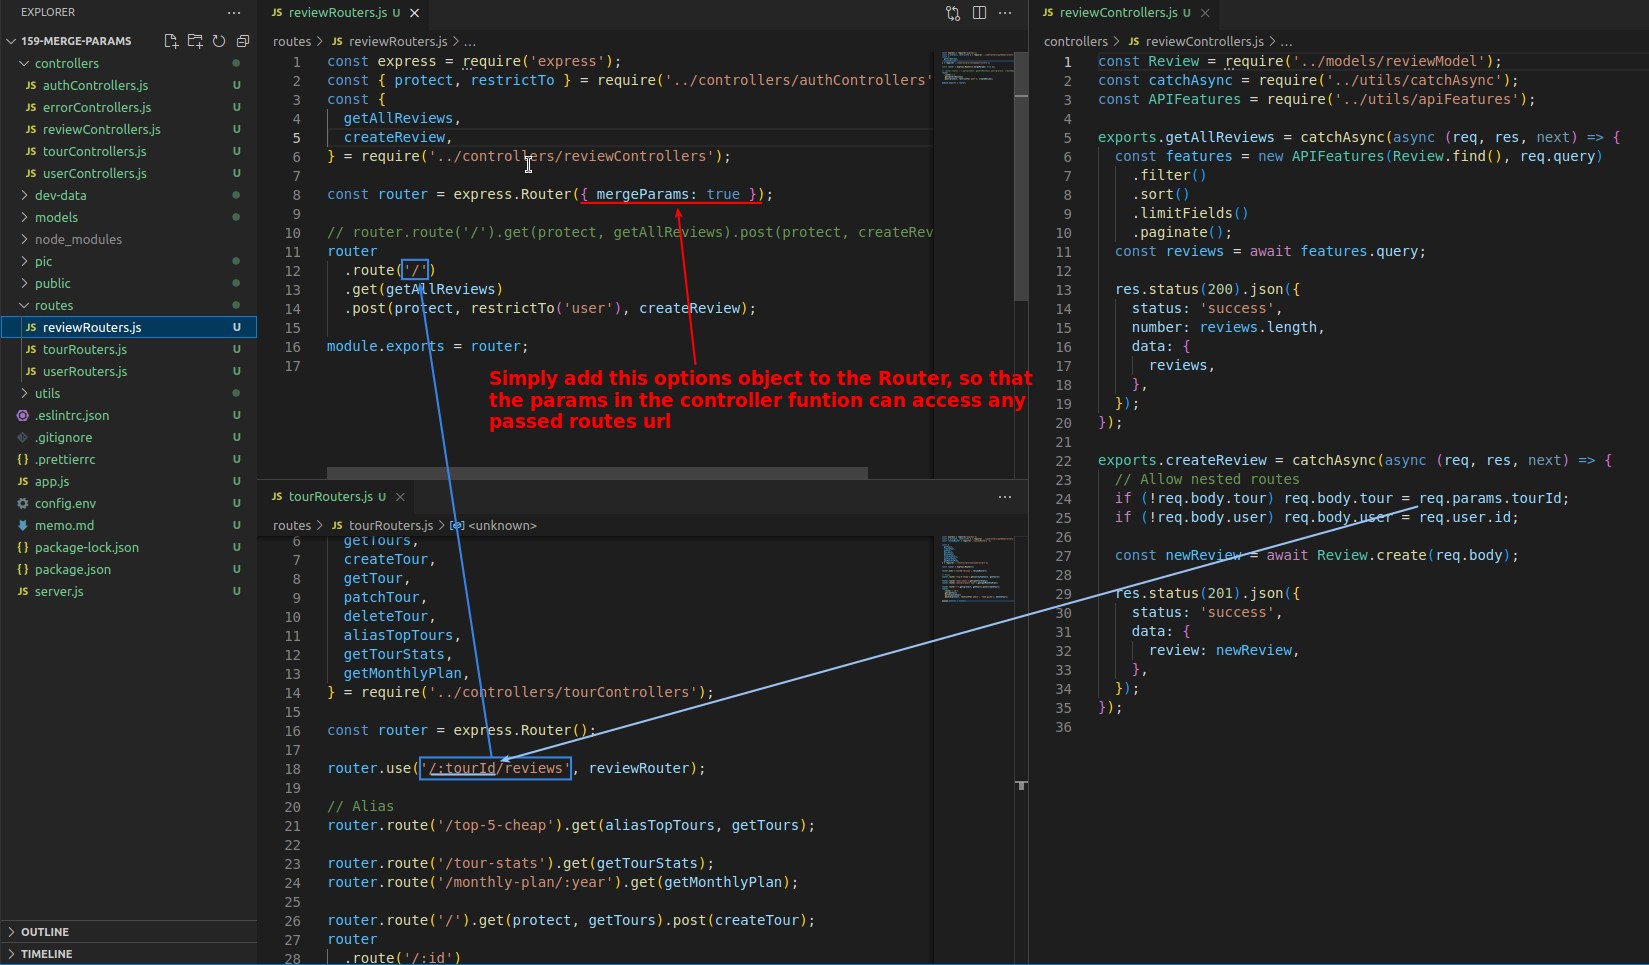 EXPLORER
159-MERGE-PARAMS
controllers
authControllers.js U
errorControllers.js U
reviewControllers.js U
tourControllers.js U
userControllers.js U
dev-data
models
node_modules
pic
public
routes
reviewRouters.js U
tourRouters.js U
userRouters.js U
utils
.eslintrc.json U
.gitignore U
.prettierrc U
app.js U
config.env U
memo.md U
package-lock.json U
package.json U
server.js U
OUTLINE
TIMELINE
JS reviewRouters.js U
routes > JS reviewRouters.js > ...
1 const express = require('express');
2 const { protect, restrictTo } = require('../controllers/authControllers'
3 const {
4 getAllReviews,
5 createReview,
6 } = require('../controllers/reviewControllers');
7
8 const router = express.Router({ mergeParams: true });
9
10 // router.route('/').get(protect, getAllReviews).post(protect, createRev
11 router
12 .route('/')
13 .get(getAllReviews)
14 .post(protect, restrictTo('user'), createReview);
15
16 module.exports = router;
17
Simply add this options object to the Router, so that
the params in the controller funtion can access any
passed routes url
JS tourRouters.js U
routes > JS tourRouters.js > <unknown>
6 getTours,
7 createTour,
8 getTour,
9 patchTour,
10 deleteTour,
11 aliasTopTours,
12 getTourStats,
13 getMonthlyPlan,
14 } = require('../controllers/tourControllers');
15
16 const router = express.Router();
17
18 router.use('/:tourId/reviews', reviewRouter);
19
20 // Alias
21 router.route('/top-5-cheap').get(aliasTopTours, getTours);
22
23 router.route('/tour-stats').get(getTourStats);
24 router.route('/monthly-plan/:year').get(getMonthlyPlan);
25
26 router.route('/').get(protect, getTours).post(createTour);
27 router
28 .route('/:id')
JS reviewControllers.js U
controllers > JS reviewControllers.js > ...
1 const Review = require('../models/reviewModel');
2 const catchAsync = require('../utils/catchAsync');
3 const APIFeatures = require('../utils/apiFeatures');
4
5 exports.getAllReviews = catchAsync(async (req, res, next) => {
6 const features = new APIFeatures(Review.find(), req.query)
7 .filter()
8 .sort()
9 .limitFields()
10 .paginate();
11 const reviews = await features.query;
12
13 res.status(200).json({
14 status: 'success',
15 number: reviews.length,
16 data: {
17 reviews,
18 },
19 });
20 });
21
22 exports.createReview = catchAsync(async (req, res, next) => {
23 // Allow nested routes
24 if (!req.body.tour) req.body.tour = req.params.tourId;
25 if (!req.body.user) req.body.user = req.user.id;
26
27 const newReview = await Review.create(req.body);
28
29 res.status(201).json({
30 status: 'success',
31 data: {
32 review: newReview,
33 },
34 });
35 });
36